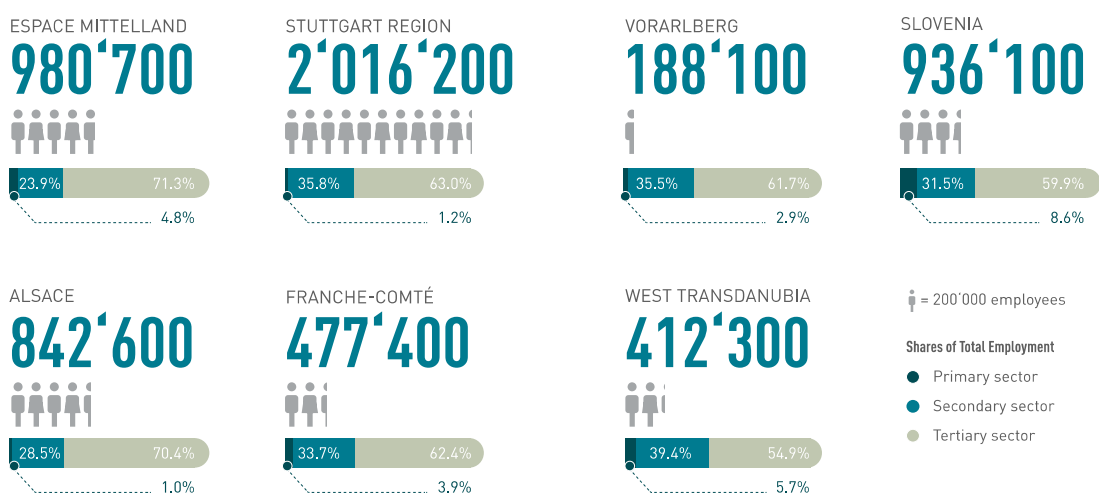 ESPACE MITTELLAND
980‘700
23.9% 71.3%
4.8%
STUTTGART REGION
2‘016‘200
35.8% 63.0%
1.2%
VORARLBERG
188‘100
35.5% 61.7%
2.9%
SLOVENIA
936‘100
31.5% 59.9%
8.6%
ALSACE
842‘600
28.5% 70.4%
1.0%
FRANCHE-COMTÉ
477‘400
33.7% 62.4%
3.9%
WEST TRANSDANUBIA
412‘300
39.4% 54.9%
5.7%
= 200‘000 employees
Shares of Total Employment
Primary sector
Secondary sector
Tertiary sector